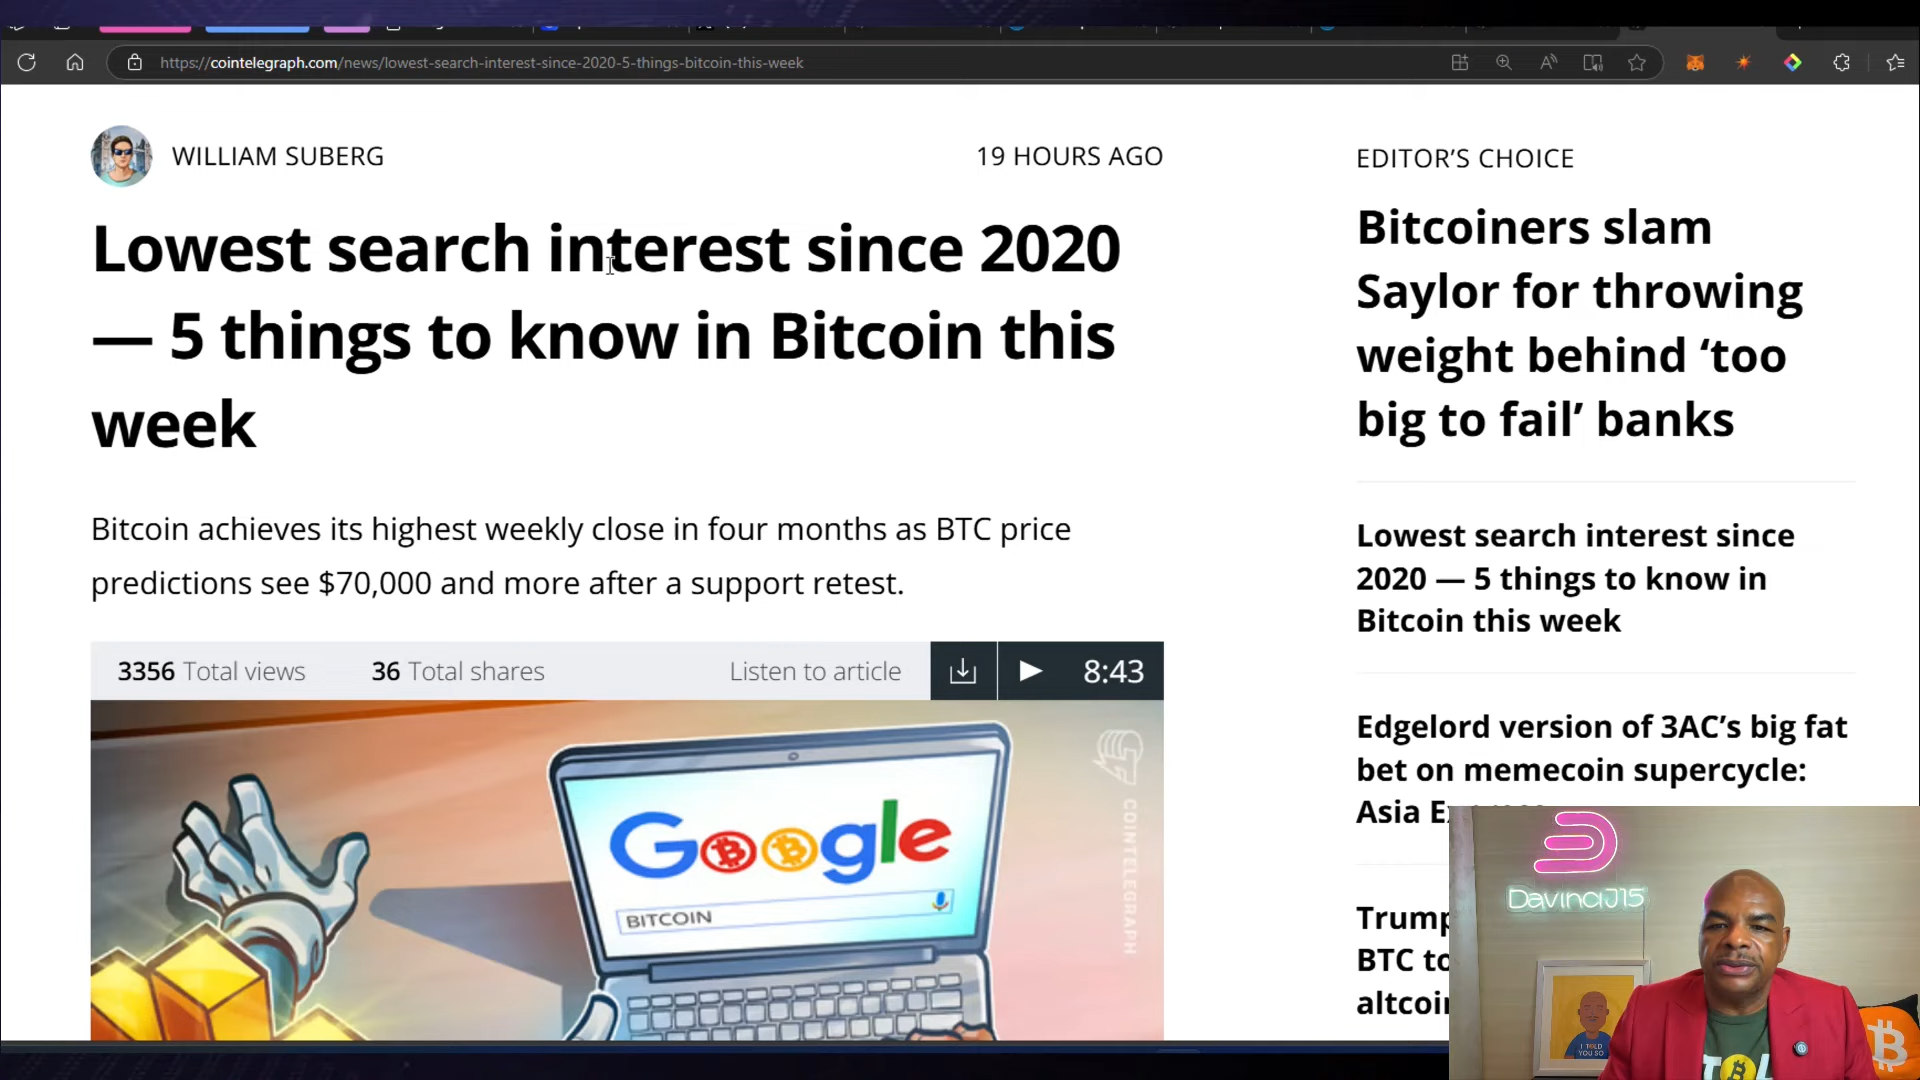 https://cointelegraph.com/news/lowest-search-interest-since-2020-5-things-bitcoin-this-week
WILLIAM SUBERG
19 HOURS AGO
Lowest search interest since 2020
— 5 things to know in Bitcoin this
week
Bitcoin achieves its highest weekly close in four months as BTC price
predictions see $70,000 and more after a support retest.
3356 Total views
36 Total shares
Listen to article
8:43
Google
BITCOIN
COINTELEGRAPH
EDITOR’S CHOICE
Bitcoiners slam
Saylor for throwing
weight behind ‘too
big to fail’ banks
Lowest search interest since
2020 — 5 things to know in
Bitcoin this week
Edgelord version of 3AC’s big fat
bet on memecoin supercycle:
Asia
Trump
BTC to
altcoin
DavinciJ15
I TOLD
YOU SO